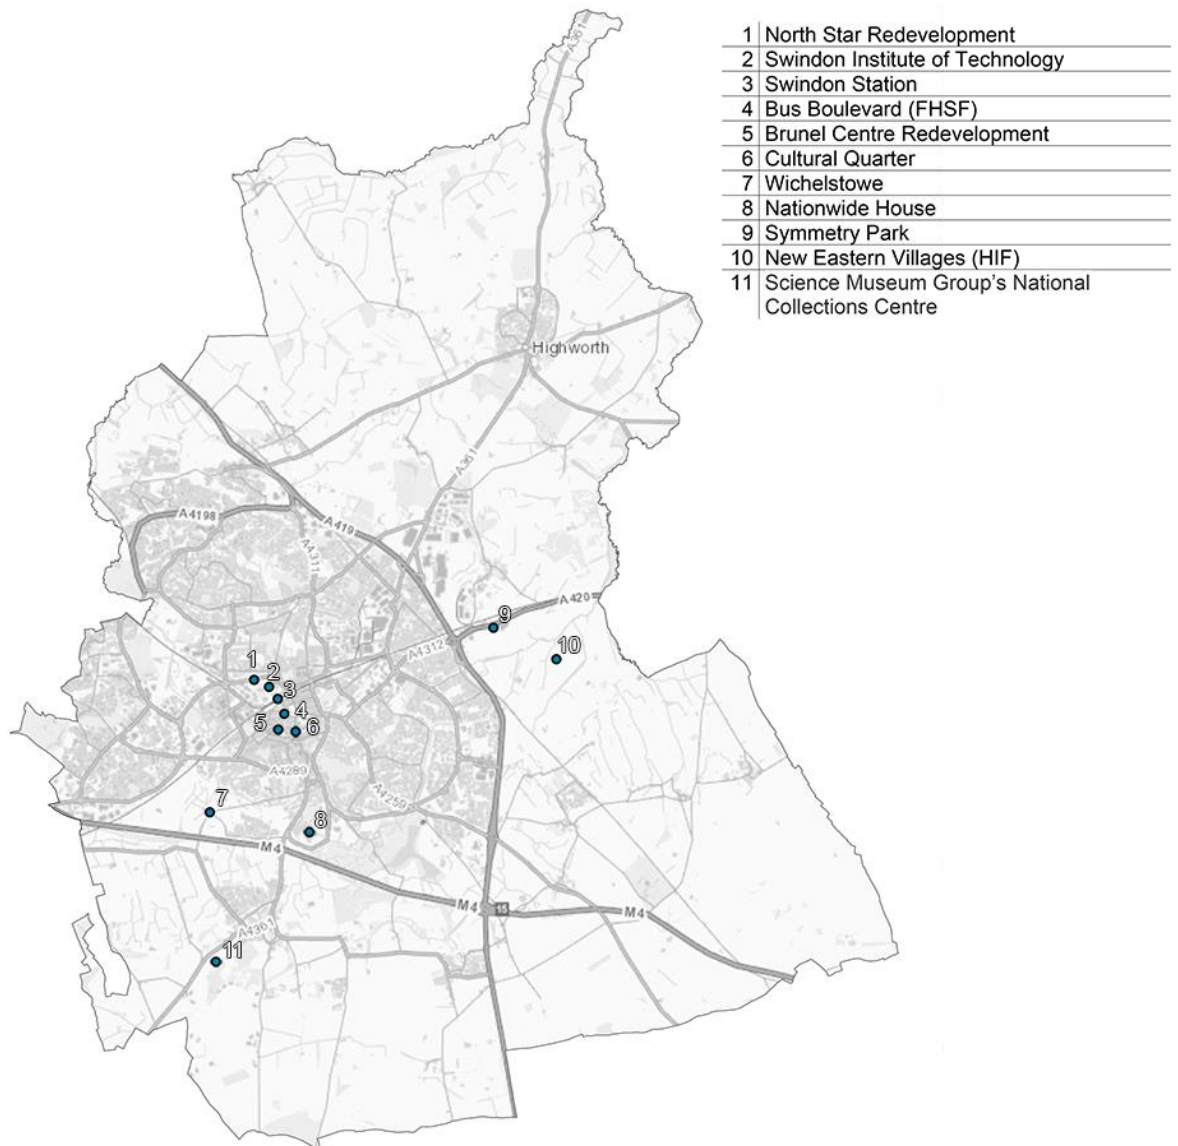 A361
1 North Star Redevelopment
2 Swindon Institute of Technology
3 Swindon Station
4 Bus Boulevard (FHSF)
5 Brunel Centre Redevelopment
6 Cultural Quarter
7 Wichelstowe
8 Nationwide House
9 Symmetry Park
10 New Eastern Villages (HIF)
11 Science Museum Group's National
Collections Centre
Highworth
A361
A4198
A419
A4311
A420
9
A4312
10
1
2
3
4
5
6
A4289
A4259
7
8
M4
M4
15
M4
A4361
11